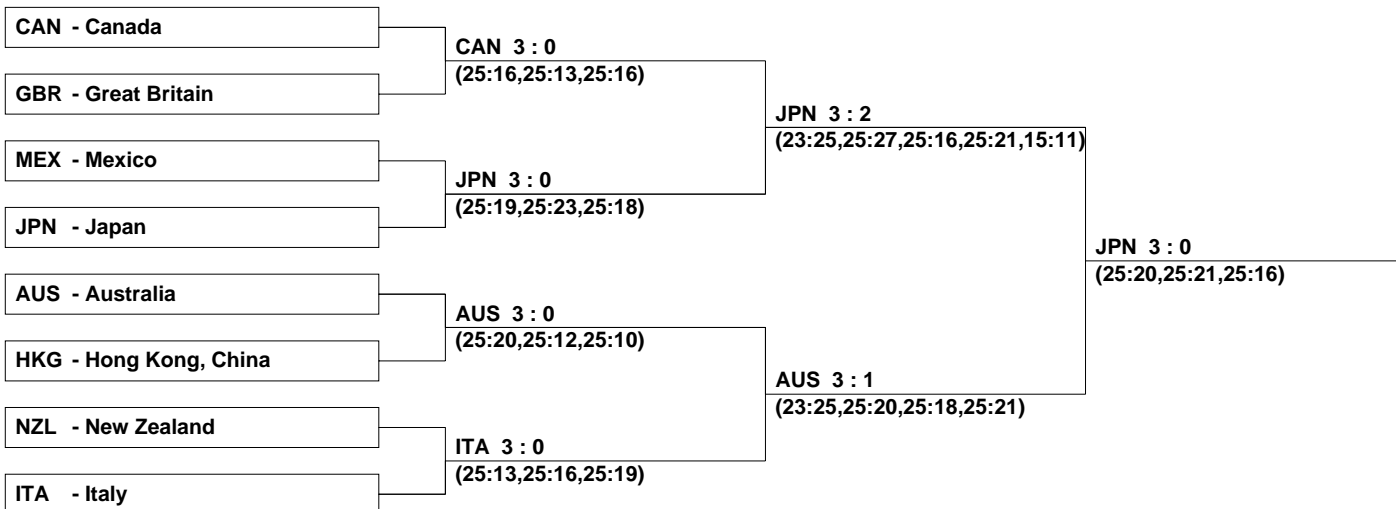 CAN - Canada
GBR - Great Britain
MEX - Mexico
JPN - Japan
AUS - Australia
HKG - Hong Kong, China
NZL - New Zealand
ITA - Italy
CAN 3 : 0
(25:16,25:13,25:16)
JPN 3 : 0
(25:19,25:23,25:18)
AUS 3 : 0
(25:20,25:12,25:10)
ITA 3 : 0
(25:13,25:16,25:19)
JPN 3 : 2
(23:25,25:27,25:16,25:21,15:11)
AUS 3 : 1
(23:25,25:20,25:18,25:21)
JPN 3 : 0
(25:20,25:21,25:16)